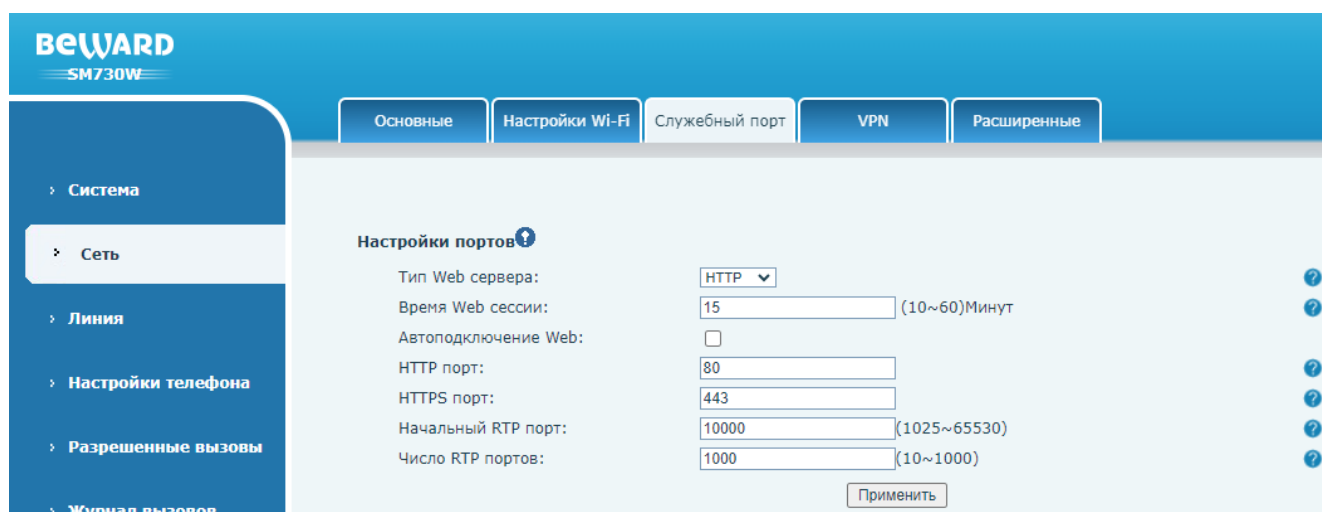 BEWARD
SM730W
Основные Настройки Wi-Fi Служебный порт VPN Расширенные
Система
Сеть
Линия
Настройки телефона
Разрешенные вызовы
Журнал вызовов
Настройки портов
Тип Web сервера: HTTP
Время Web сессии: 15 (10~60)Минут
Автоподключение Web:
HTTP порт: 80
HTTPS порт: 443
Начальный RTP порт: 10000 (1025~65530)
Число RTP портов: 1000 (10~1000)
Применить